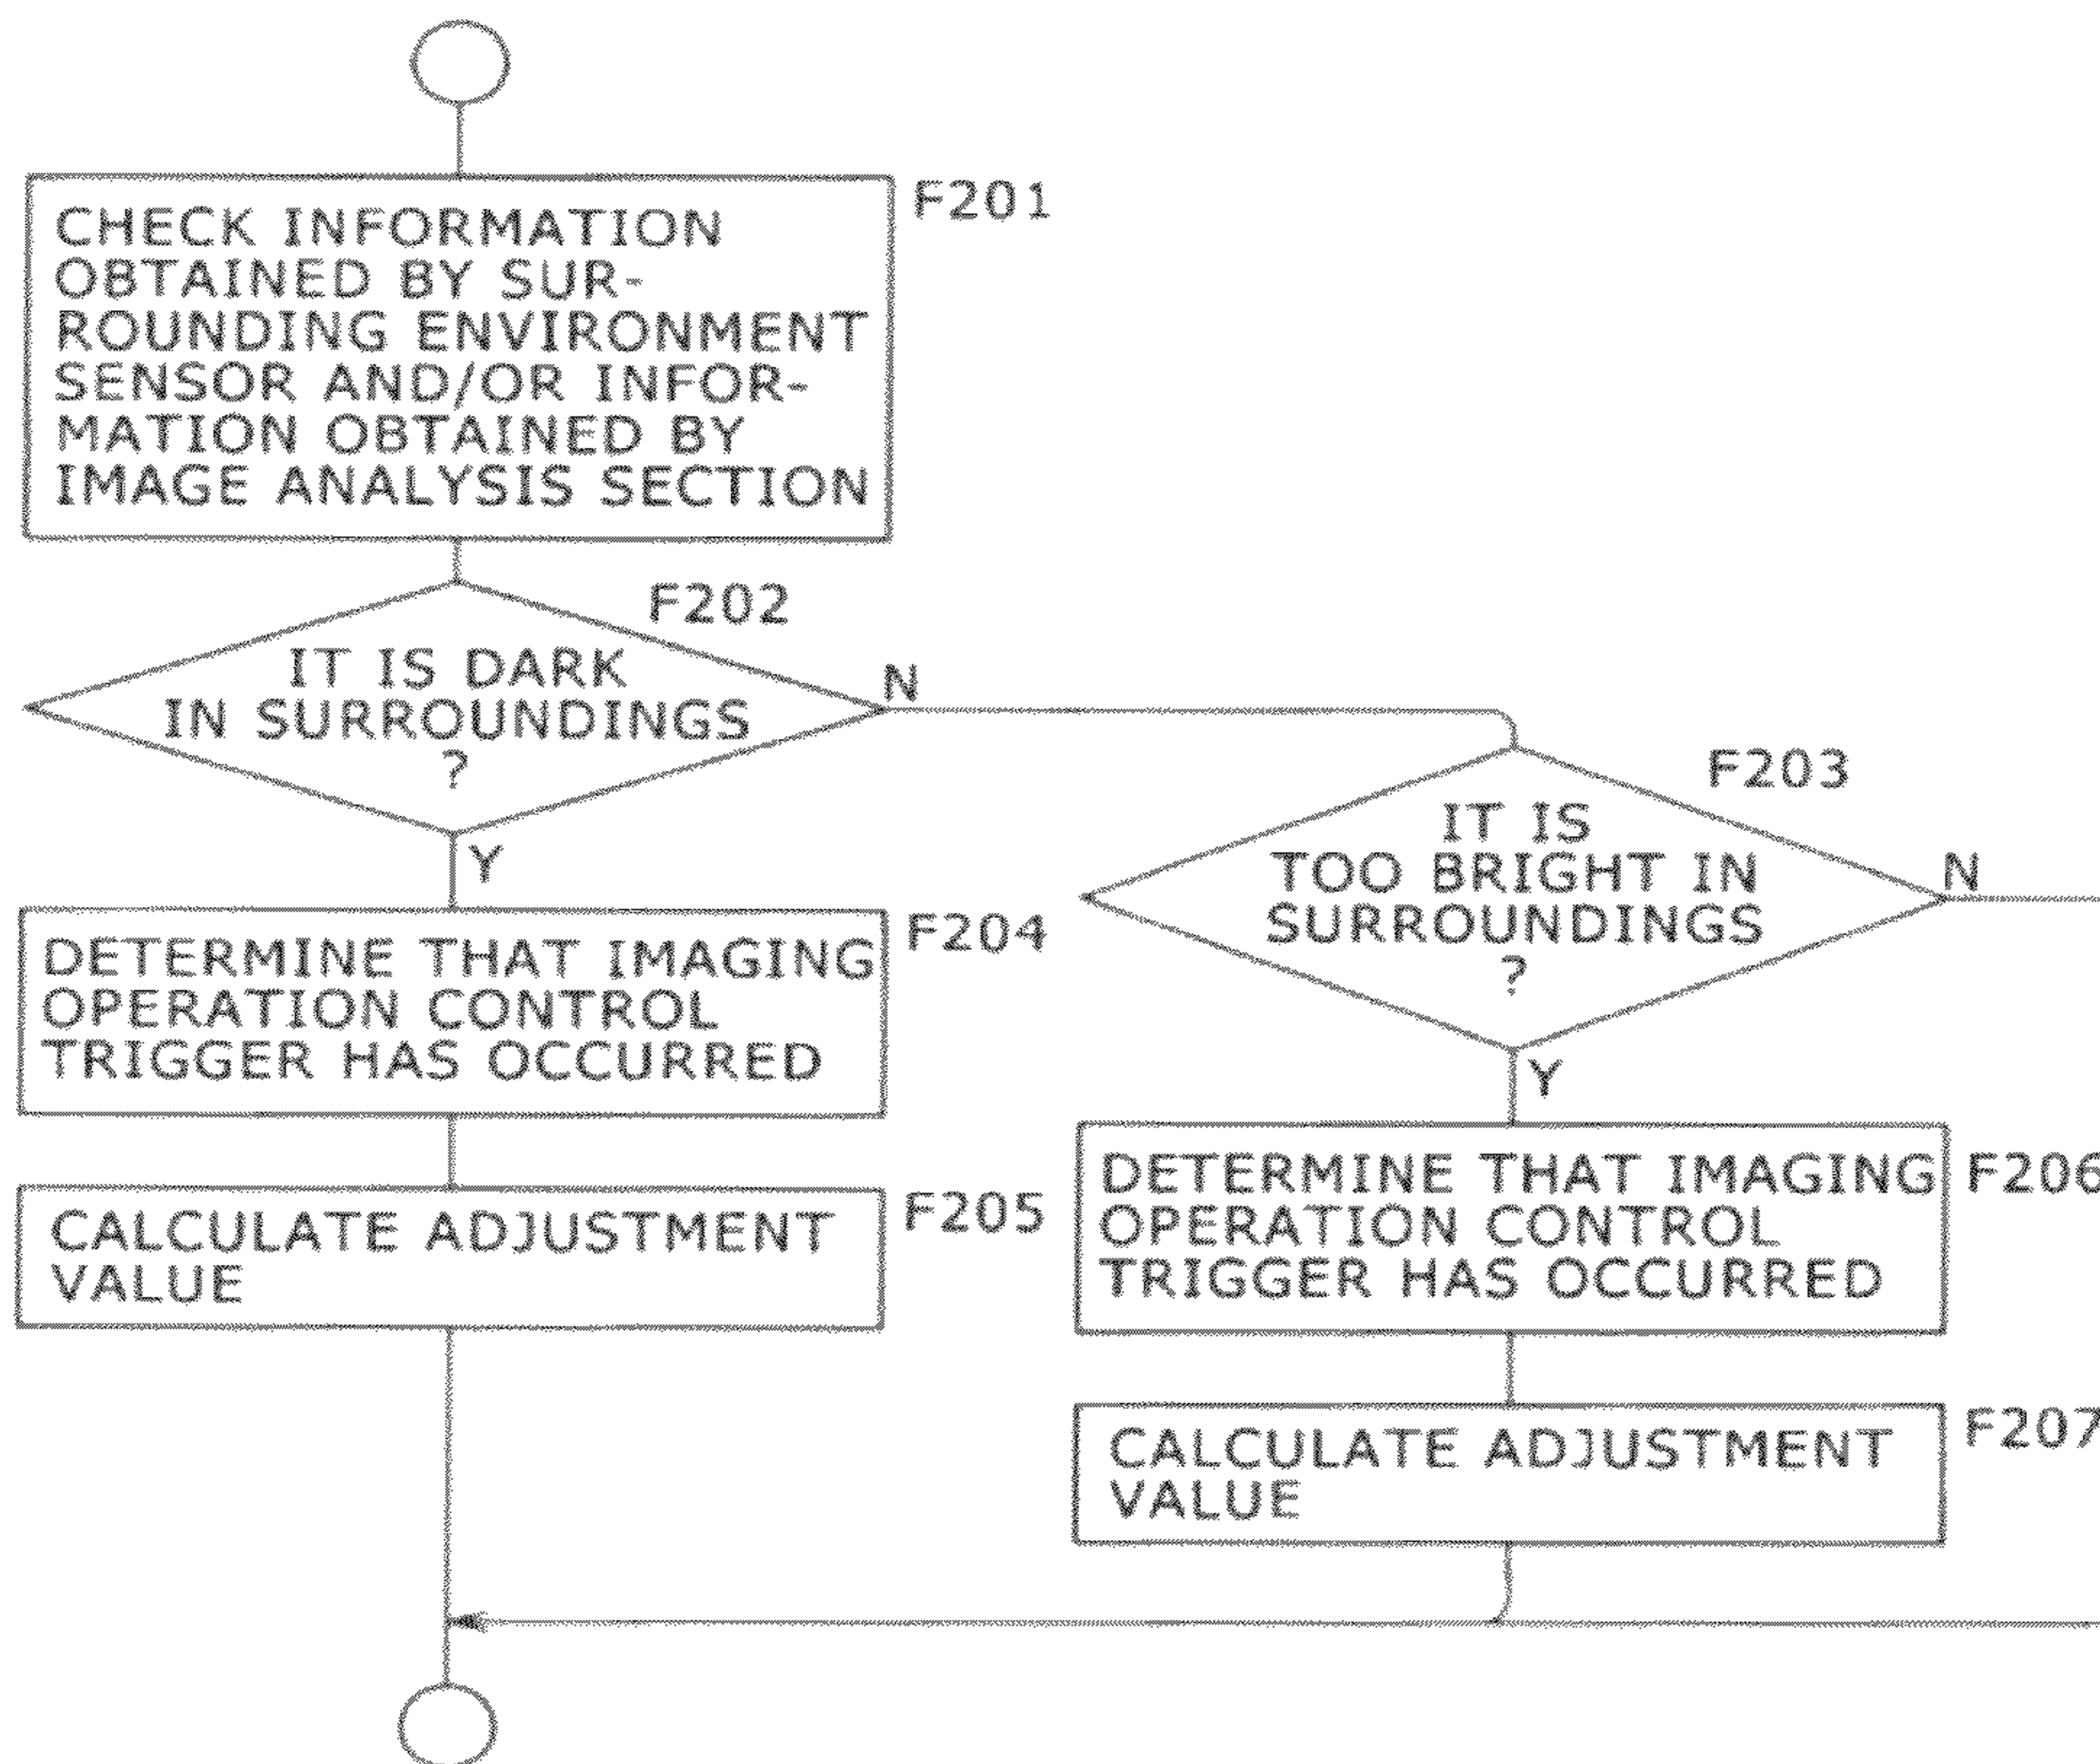 F201
CHECK INFORMATION
OBTAINED BY SUR-
ROUNDING ENVIRONMENT
SENSOR AND/OR INFOR-
MATION OBTAINED BY
IMAGE ANALYSIS SECTION
F202
IT IS DARK
IN SURROUNDINGS
?
N
Y
F203
IT IS
TOO BRIGHT IN
SURROUNDINGS
?
N
Y
F204
DETERMINE THAT IMAGING
OPERATION CONTROL
TRIGGER HAS OCCURRED
F205
CALCULATE ADJUSTMENT
VALUE
F206
DETERMINE THAT IMAGING
OPERATION CONTROL
TRIGGER HAS OCCURRED
F207
CALCULATE ADJUSTMENT
VALUE